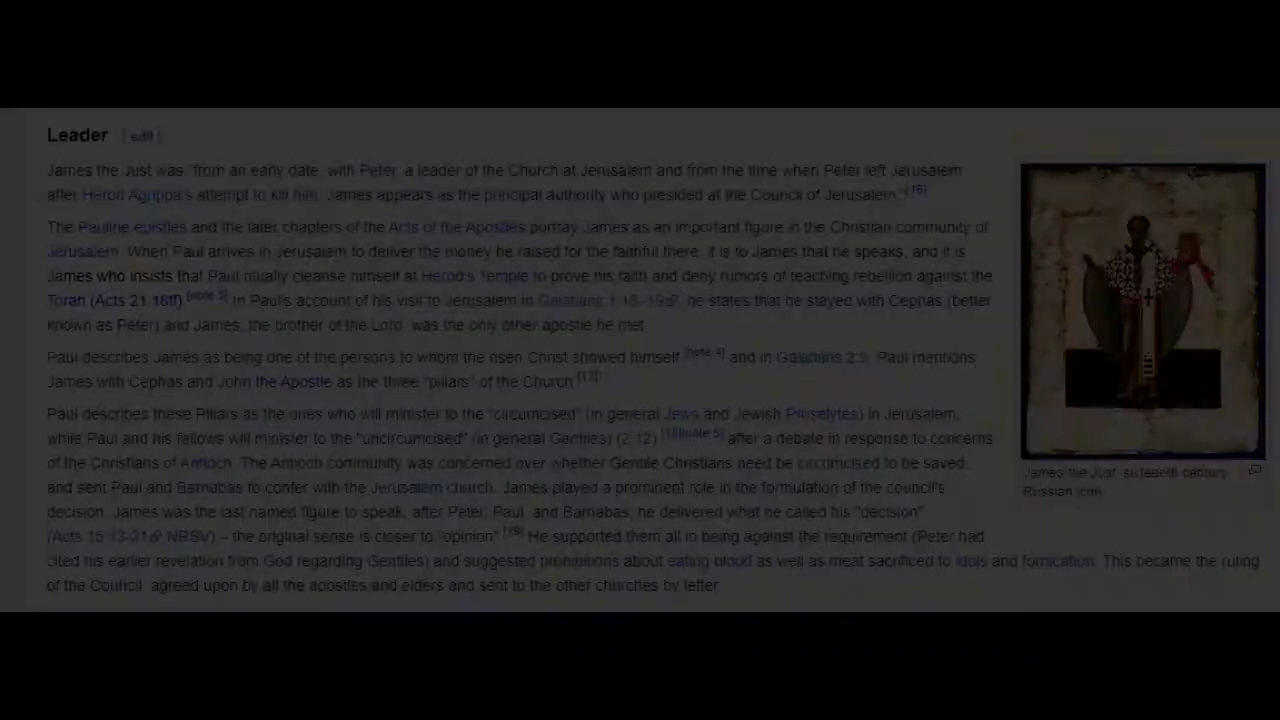 Leader [ edit ]
James the Just was "from an early date, with Peter, a leader of the Church at Jerusalem and from the time when Peter left Jerusalem
after Herod Agrippa's attempt to kill him, James appears as the principal authority who presided at the Council of Jerusalem."[16]
The Pauline epistles and the later chapters of the Acts of the Apostles portray James as an important figure in the Christian community of
Jerusalem. When Paul arrives in Jerusalem to deliver the money he raised for the faithful there, it is to James that he speaks, and it is
James who insists that Paul ritually cleanse himself at Herod's Temple to prove his faith and deny rumors of teaching rebellion against the
Torah (Acts 21:18ff).[note 3] In Paul's account of his visit to Jerusalem in Galatians 1:18–19, he states that he stayed with Cephas (better
known as Peter) and James, the brother of the Lord, was the only other apostle he met.
Paul describes James as being one of the persons to whom the risen Christ showed himself,[note 4] and in Galatians 2:9, Paul mentions
James with Cephas and John the Apostle as the three "pillars" of the Church.[17]
Paul describes these Pillars as the ones who will minister to the "circumcised" (in general Jews and Jewish Proselytes) in Jerusalem,
while Paul and his fellows will minister to the "uncircumcised" (in general Gentiles) (2:12),[18][note 5] after a debate in response to concerns
of the Christians of Antioch. The Antioch community was concerned over whether Gentile Christians need be circumcised to be saved,
and sent Paul and Barnabas to confer with the Jerusalem church. James played a prominent role in the formulation of the council's
decision. James was the last named figure to speak, after Peter, Paul, and Barnabas; he delivered what he called his "decision"
(Acts 15:13-21 NRSV) – the original sense is closer to "opinion".[19] He supported them all in being against the requirement (Peter had
cited his earlier revelation from God regarding Gentiles) and suggested prohibitions about eating blood as well as meat sacrificed to idols and fornication. This became the ruling
of the Council, agreed upon by all the apostles and elders and sent to the other churches by letter.
James the Just, sixteenth century
Russian icon.